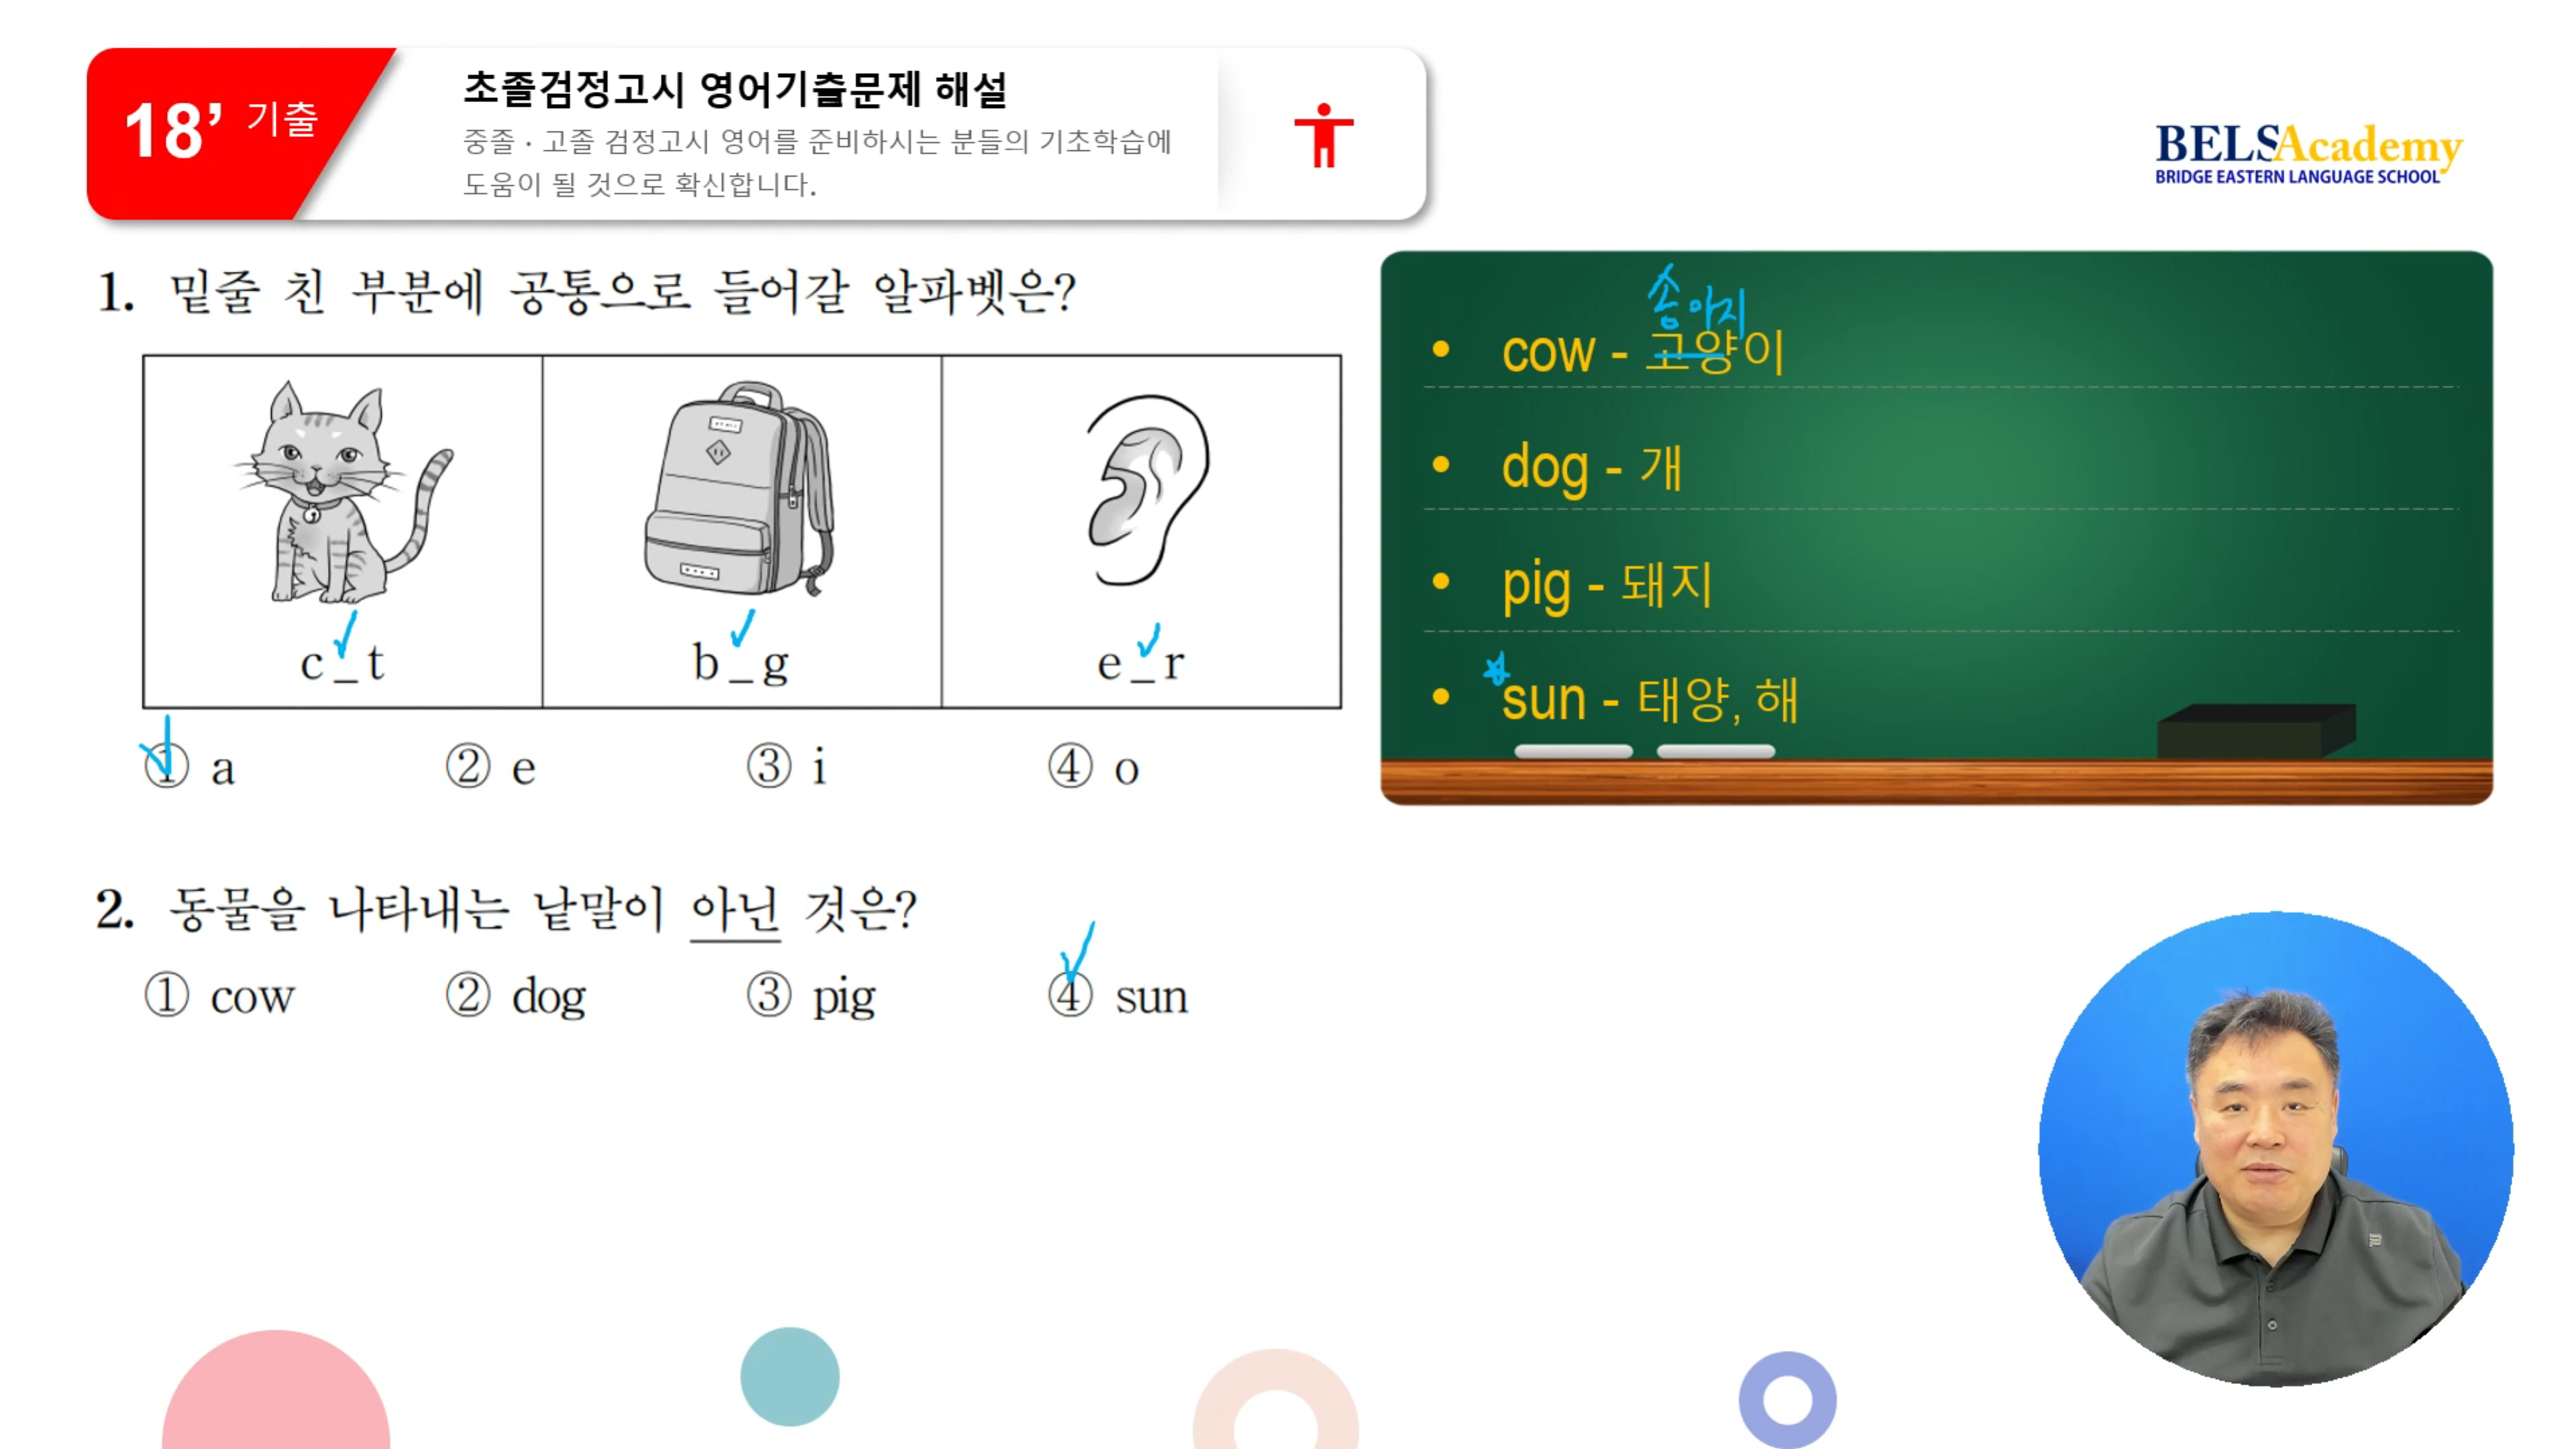 18’ 기출
초졸검정고시 영어기출문제 해설
중졸 · 고졸 검정고시 영어를 준비하시는 분들의 기초학습에
도움이 될 것으로 확신합니다.
BELSAcademy
BRIDGE EASTERN LANGUAGE SCHOOL
1. 밑줄 친 부분에 공통으로 들어갈 알파벳은?
c _ t
b _ g
e _ r
① a ② e ③ i ④ o
송아지
• cow - 고양이
• dog - 개
• pig - 돼지
• sun - 태양, 해
2. 동물을 나타내는 낱말이 아닌 것은?
① cow ② dog ③ pig ④ sun